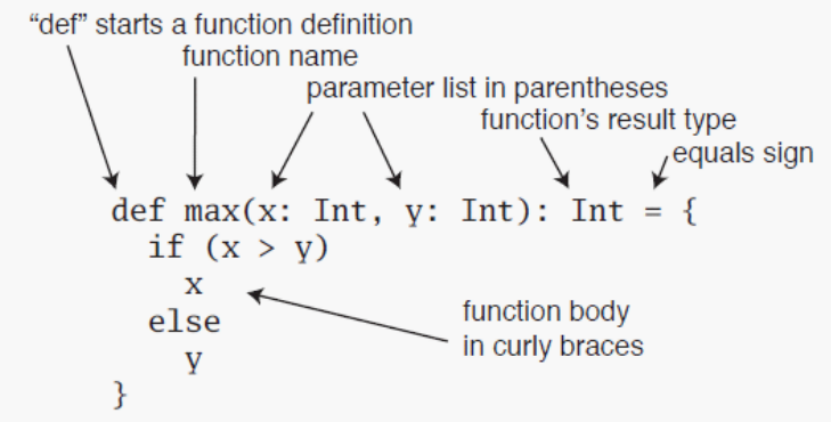 “def” starts a function definition
function name
parameter list in parentheses
function’s result type
equals sign
def max(x: Int, y: Int): Int = {
if (x > y)
x
else
y
}
function body
in curly braces